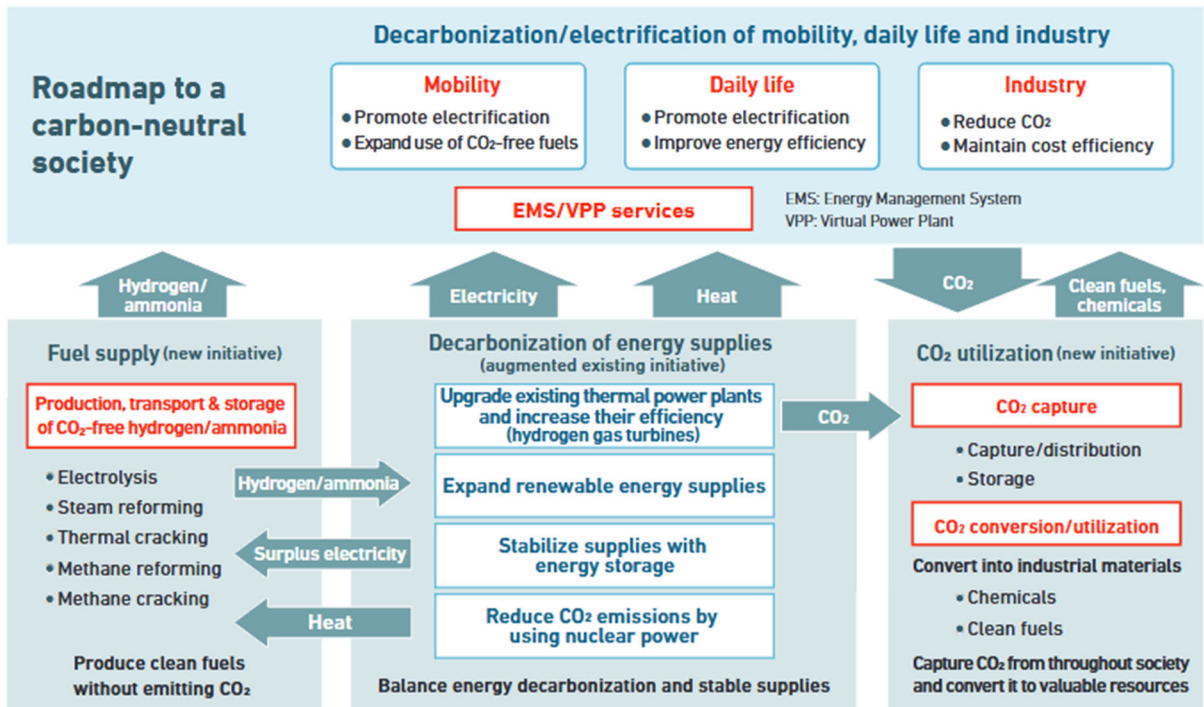 Decarbonization/electrification of mobility, daily life and industry
Roadmap to a
carbon-neutral
society
Mobility
● Promote electrification
● Expand use of CO₂-free fuels
Daily life
● Promote electrification
● Improve energy efficiency
Industry
● Reduce CO₂
● Maintain cost efficiency
EMS/VPP services
EMS: Energy Management System
VPP: Virtual Power Plant
Hydrogen/
ammonia
Electricity
Heat
CO₂
Clean fuels,
chemicals
Fuel supply (new initiative)
Production, transport & storage
of CO₂-free hydrogen/ammonia
• Electrolysis
• Steam reforming
• Thermal cracking
• Methane reforming
• Methane cracking
Produce clean fuels
without emitting CO₂
Hydrogen/ammonia
Surplus electricity
Heat
Decarbonization of energy supplies
(augmented existing initiative)
Upgrade existing thermal power plants
and increase their efficiency
(hydrogen gas turbines)
Expand renewable energy supplies
Stabilize supplies with
energy storage
Reduce CO₂ emissions by
using nuclear power
Balance energy decarbonization and stable supplies
CO₂
CO₂ utilization (new initiative)
CO₂ capture
• Capture/distribution
• Storage
CO₂ conversion/utilization
Convert into industrial materials
• Chemicals
• Clean fuels
Capture CO₂ from throughout society
and convert it to valuable resources